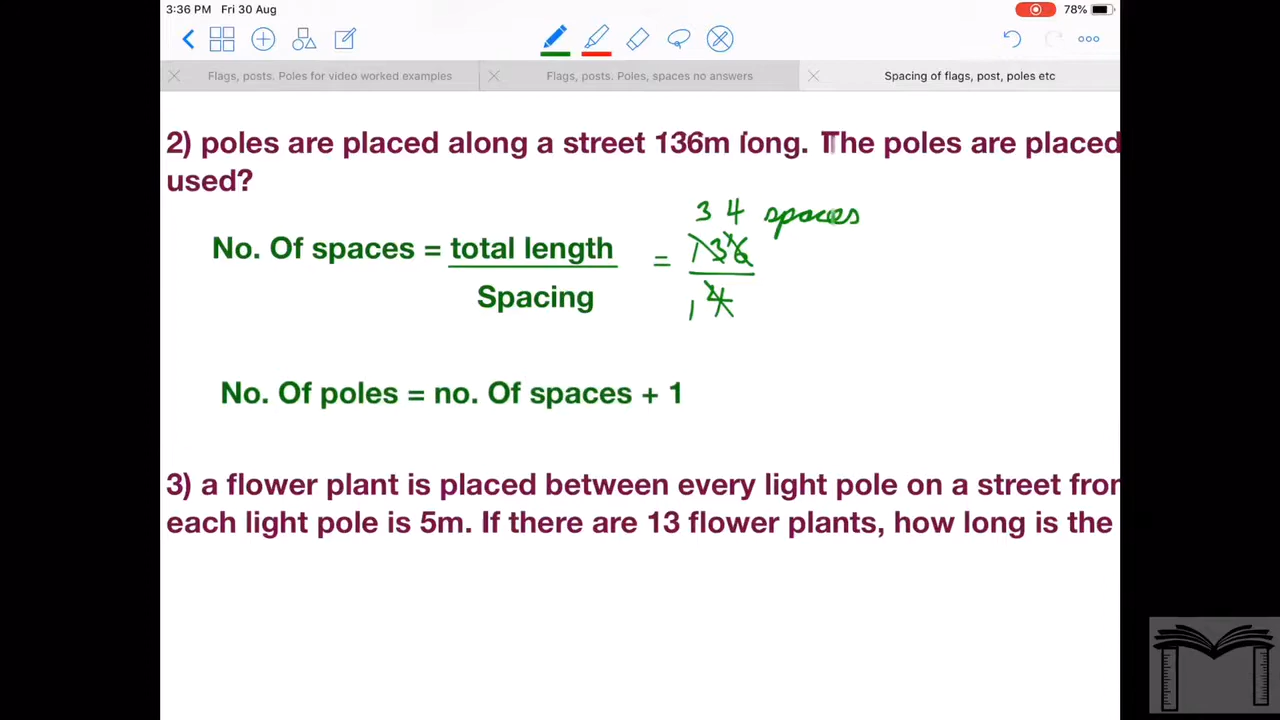 3:36 PM Fri 30 Aug
78%
Flags, posts. Poles for video worked examples
Flags, posts. Poles, spaces no answers
Spacing of flags, post, poles etc
2) poles are placed along a street 136m long. The poles are placed
used?
3 4 spaces
No. Of spaces = total length = 136
Spacing 1 4
No. Of poles = no. Of spaces + 1
3) a flower plant is placed between every light pole on a street fror
each light pole is 5m. If there are 13 flower plants, how long is the